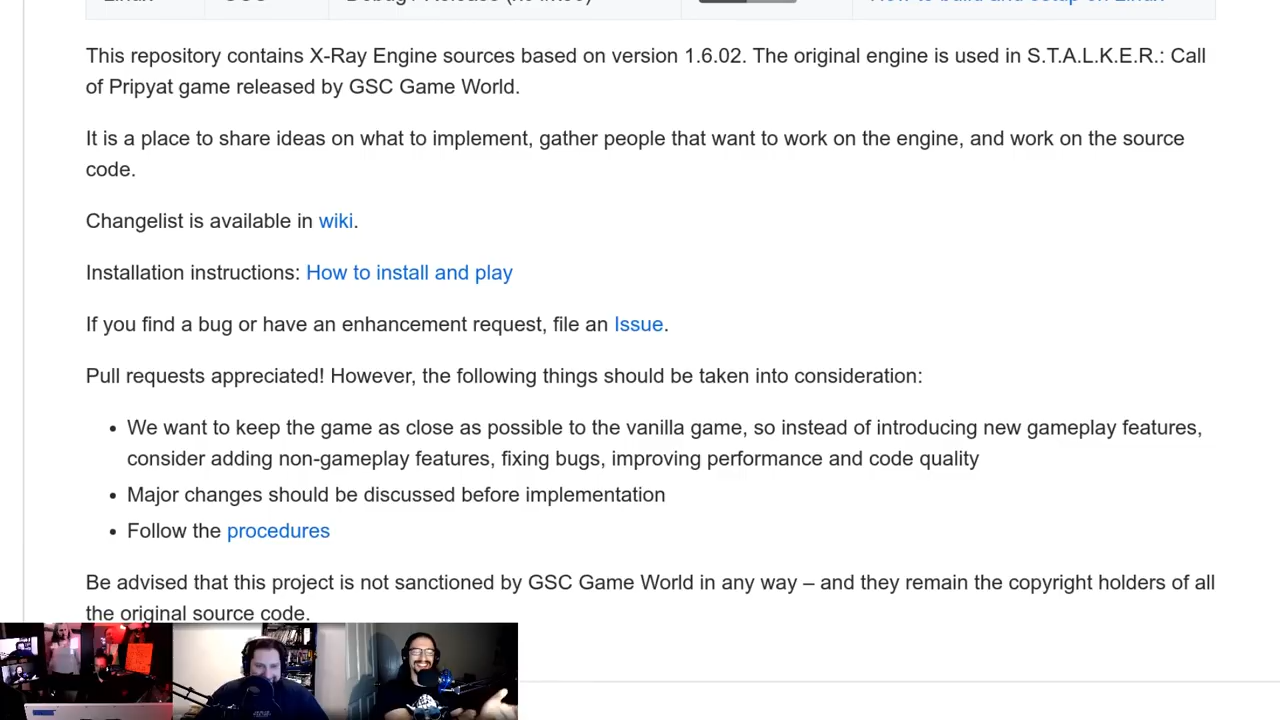 This repository contains X-Ray Engine sources based on version 1.6.02. The original engine is used in S.T.A.L.K.E.R.: Call
of Pripyat game released by GSC Game World.
It is a place to share ideas on what to implement, gather people that want to work on the engine, and work on the source
code.
Changelist is available in wiki.
Installation instructions: How to install and play
If you find a bug or have an enhancement request, file an Issue.
Pull requests appreciated! However, the following things should be taken into consideration:
• We want to keep the game as close as possible to the vanilla game, so instead of introducing new gameplay features,
consider adding non-gameplay features, fixing bugs, improving performance and code quality
• Major changes should be discussed before implementation
• Follow the procedures
Be advised that this project is not sanctioned by GSC Game World in any way – and they remain the copyright holders of all
the original source code.